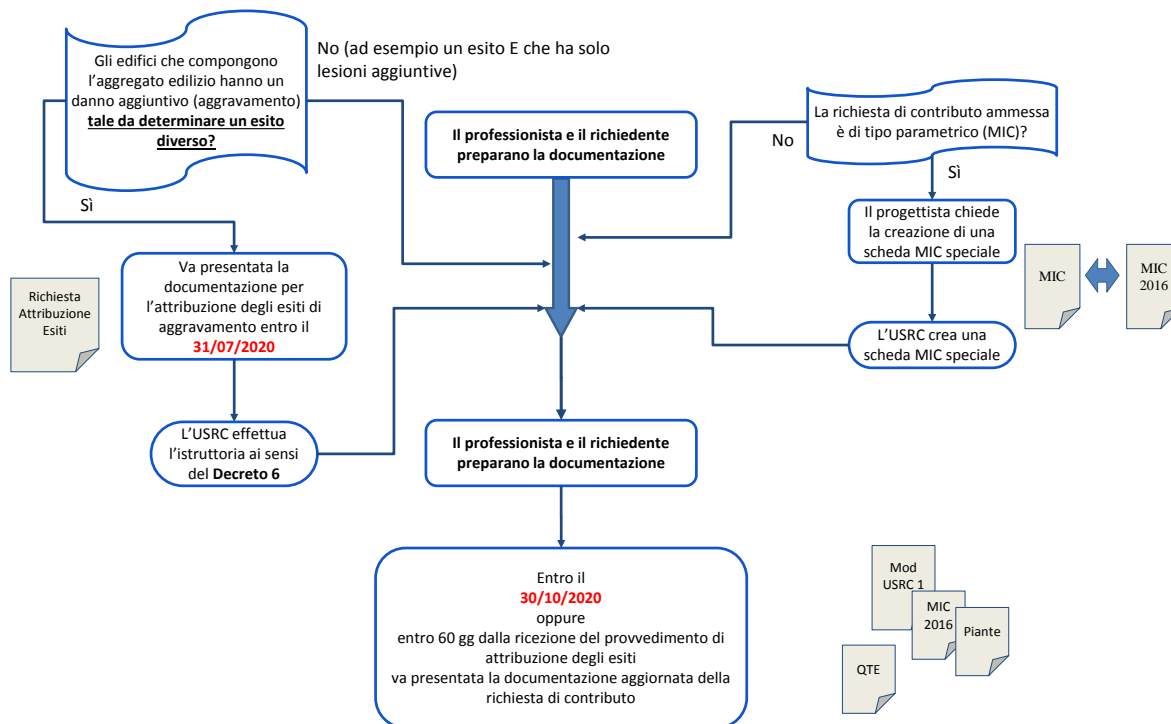 Gli edifici che compongono
l'aggregato edilizio hanno un
danno aggiuntivo (aggravamento)
tale da determinare un esito
diverso?
No (ad esempio un esito E che ha solo
lesioni aggiuntive)
Sì
Il professionista e il richiedente
preparano la documentazione
La richiesta di contributo ammessa
è di tipo parametrico (MIC)?
No
Sì
Il progettista chiede
la creazione di una
scheda MIC speciale
MIC
MIC
2016
L'USRC crea una
scheda MIC speciale
Richiesta
Attribuzione
Esiti
Va presentata la
documentazione per
l'attribuzione degli esiti di
aggravamento entro il
31/07/2020
L'USRC effettua
l'istruttoria ai sensi
del Decreto 6
Il professionista e il richiedente
preparano la documentazione
Entro il
30/10/2020
oppure
entro 60 gg dalla ricezione del provvedimento di
attribuzione degli esiti
va presentata la documentazione aggiornata della
richiesta di contributo
Mod
USRC 1
MIC
2016
Piante
QTE